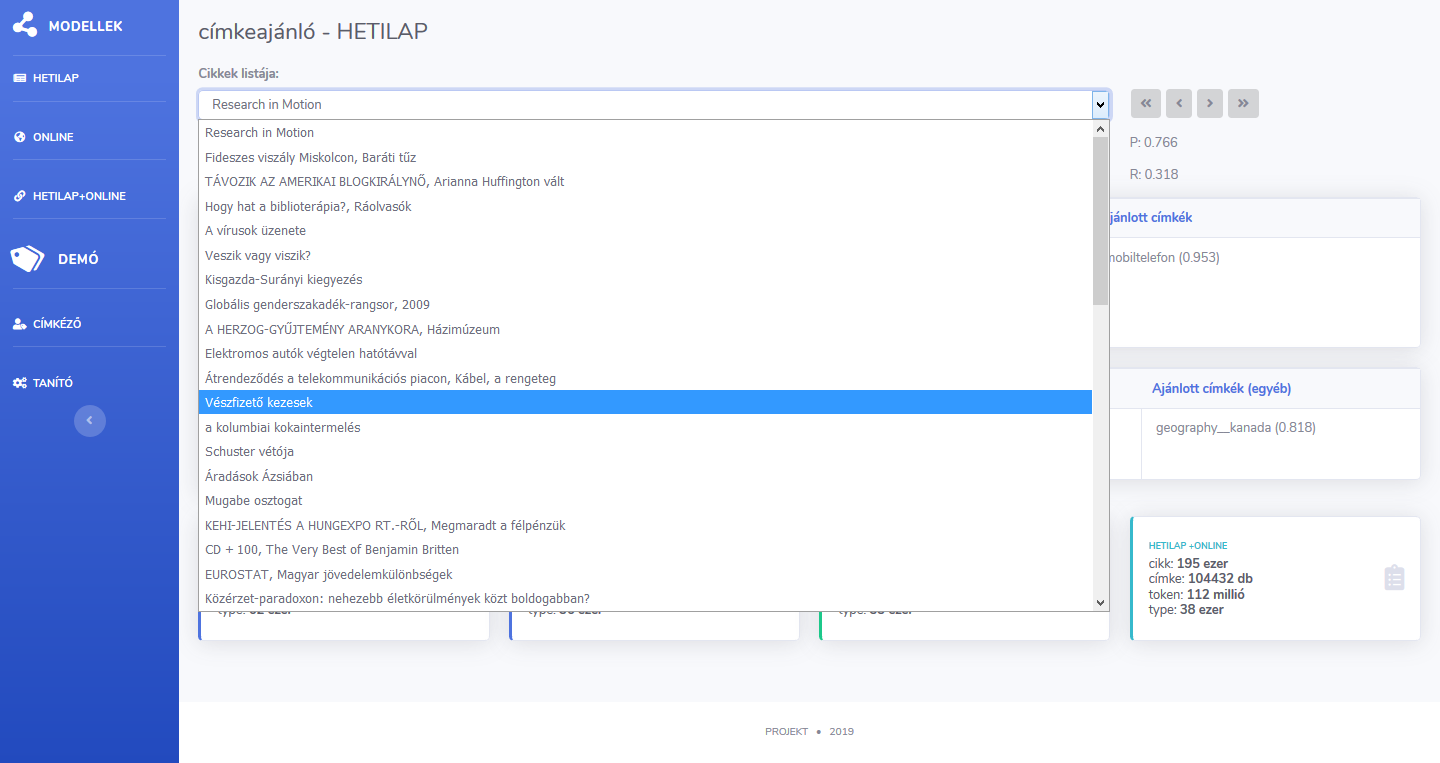 MODELLEK
HETILAP
ONLINE
HETILAP+ONLINE
DEMÓ
CÍMKÉZŐ
TANÍTÓ
címkeajánló - HETILAP
Cikkek listája:
Research in Motion
Research in Motion
Fideszes viszály Miskolcon, Baráti tűz
TÁVOZIK AZ AMERIKAI BLOGKIRÁLYNŐ, Arianna Huffington vált
Hogy hat a biblioterápia?, Ráolvasók
A vírusok üzenete
Veszik vagy viszik?
Kisgazda-Surányi kiegyezés
Globális genderszakadék-rangsor, 2009
A HERZOG-GYŰJTEMÉNY ARANYKORA, Házimúzeum
Elektromos autók végtelen hatótávval
Átrendeződés a telekommunikációs piacon, Kábel, a rengeteg
Vészfizető kezesek
a kolumbiai kokaintermelés
Schuster vétója
Áradások Ázsiában
Mugabe osztogat
KEHI-JELENTÉS A HUNGEXPO RT.-RŐL, Megmaradt a félpénzük
CD + 100, The Very Best of Benjamin Britten
EUROSTAT, Magyar jövedelemkülönbségek
Közérzet-paradoxon: nehezebb életkörülmények közt boldogabban?
P: 0.766
R: 0.318
jánlott címkék
mobiltelefon (0.953)
Ajánlott címkék (egyéb)
geography__kanada (0.818)
HETILAP +ONLINE
cikk: 195 ezer
címke: 104432 db
token: 112 millió
type: 38 ezer
PROJEKT • 2019